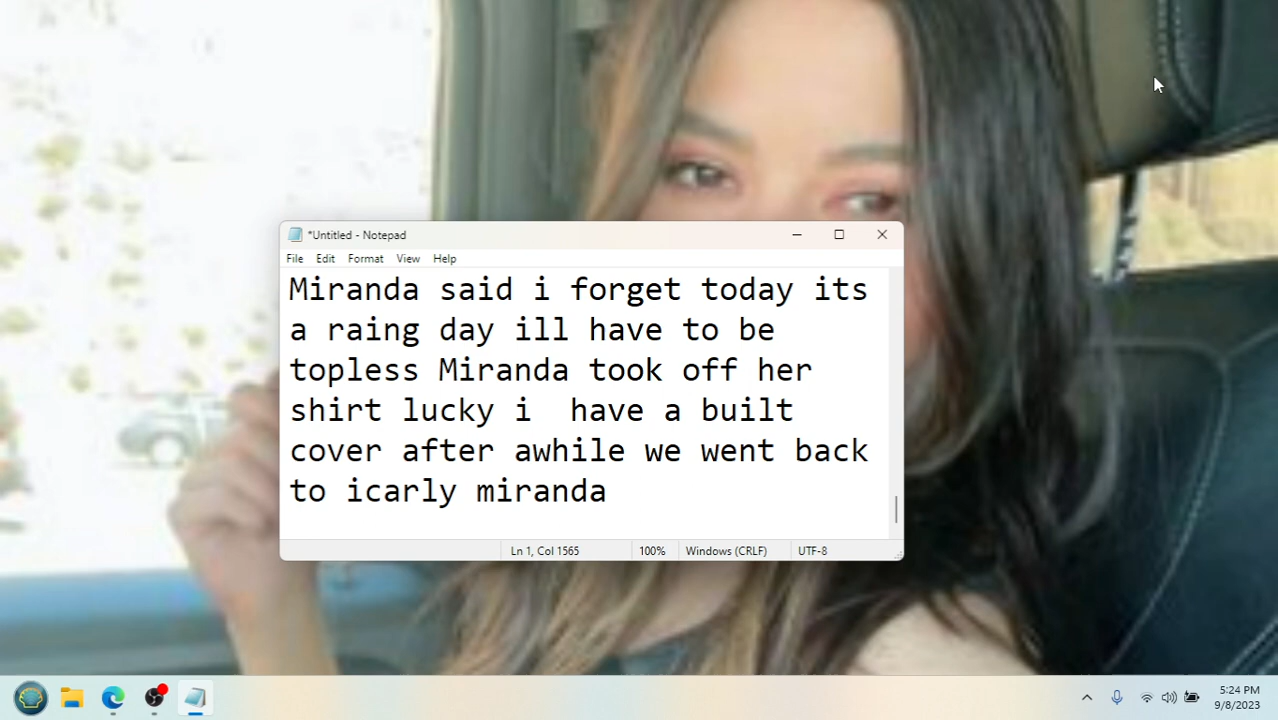 *Untitled - Notepad
File Edit Format View Help
Miranda said i forget today its
a raing day ill have to be
topless Miranda took off her
shirt lucky i  have a built
cover after awhile we went back
to icarly miranda
Ln 1, Col 1565 100% Windows (CRLF) UTF-8
5:24 PM
9/8/2023